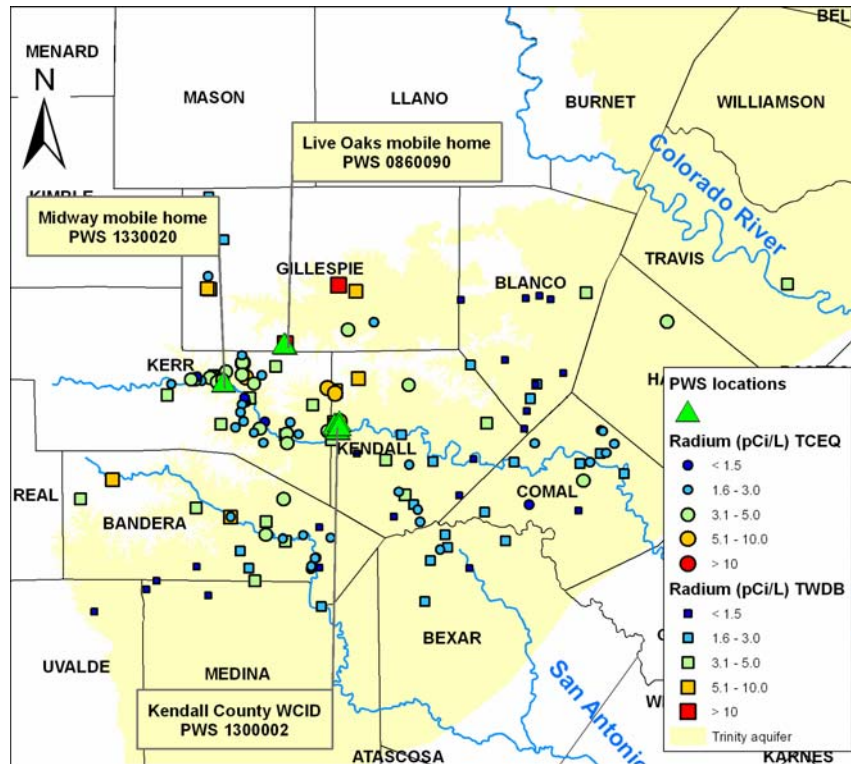 BEL
MENARD
N
MASON
LLANO
BURNET
WILLIAMSON
Live Oaks mobile home
PWS 0860090
Colorado River
KIMBLE
Midway mobile home
PWS 1330020
TRAVIS
GILLESPIE
BLANCO
KERR
HA
PWS locations
Radium (pCi/L) TCEQ
< 1.5
1.6 - 3.0
3.1 - 5.0
5.1 - 10.0
> 10
Radium (pCi/L) TWDB
< 1.5
1.6 - 3.0
3.1 - 5.0
5.1 - 10.0
> 10
Trinity aquifer
KENDALL
REAL
COMAL
BANDERA
BEXAR
UVALDE
MEDINA
San Antonio
Kendall County WCID
PWS 1300002
ATASCOSA
KARNES